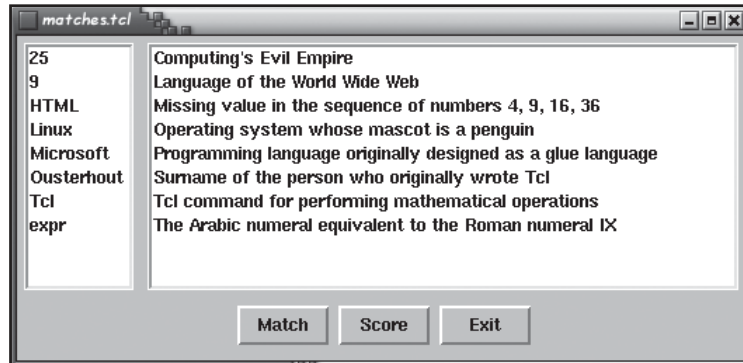 matches.tcl
25
9
HTML
Linux
Microsoft
Ousterhout
Tcl
expr
Computing's Evil Empire
Language of the World Wide Web
Missing value in the sequence of numbers 4, 9, 16, 36
Operating system whose mascot is a penguin
Programming language originally designed as a glue language
Surname of the person who originally wrote Tcl
Tcl command for performing mathematical operations
The Arabic numeral equivalent to the Roman numeral IX
Match Score Exit